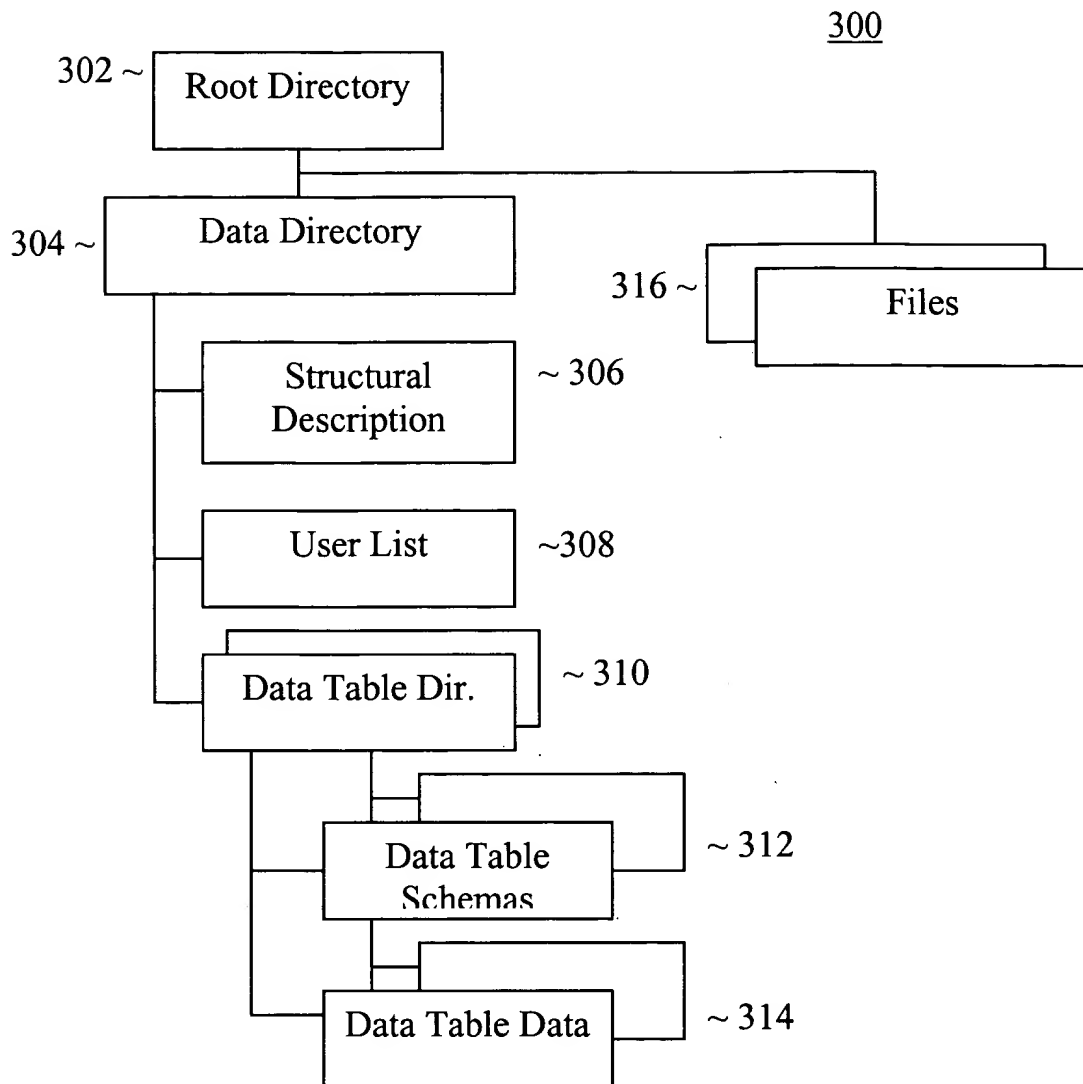 300
302 ~
Root Directory
304 ~
Data Directory
316 ~
Files
Structural
Description
~ 306
User List
~308
Data Table Dir.
~ 310
Data Table
Schemas
~ 312
Data Table Data
~ 314